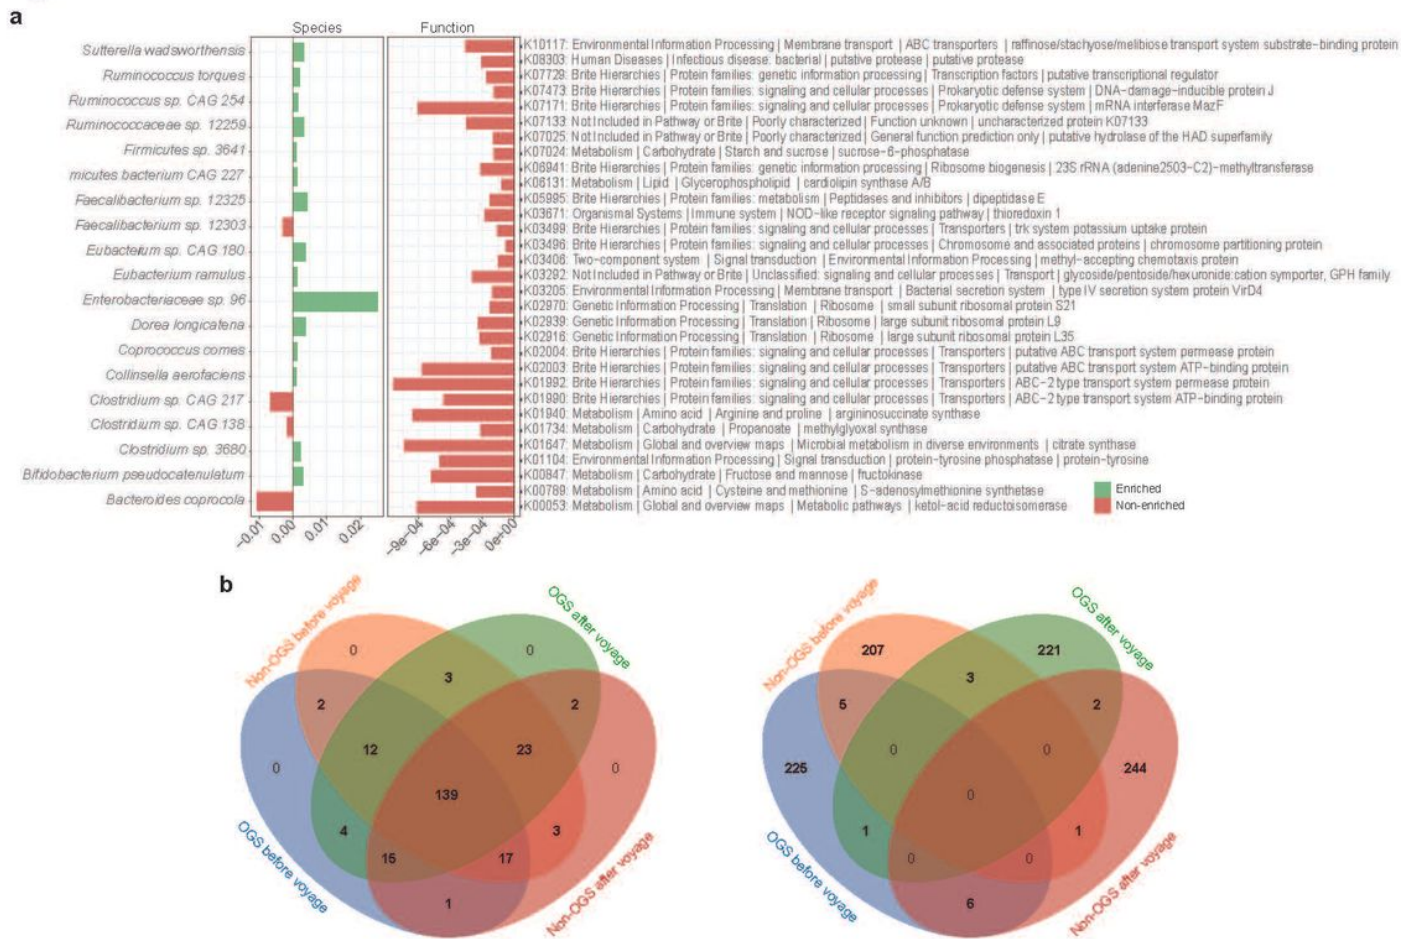 a
Species
Function
Sutterella wadsworthensis
Ruminococcus torques
Ruminococcus sp. CAG 254
Ruminococcaceae sp. 12259
Firmicutes sp. 3641
micutes bacterium CAG 227
Faecalibacterium sp. 12325
Faecalibacterium sp. 12303
Eubacterium sp. CAG 180
Eubacterium ramulus
Enterobacteriaceae sp. 96
Dorea longicatena
Coprococcus comes
Collinsella aerofaciens
Clostridium sp. CAG 217
Clostridium sp. CAG 138
Clostridium sp. 3680
Bifidobacterium pseudocatenulatum
Bacteroides coprocola
-0.01
0.00
0.01
0.02
-9e-04
-6e-04
-3e-04
0e+00
K10117: Environmental Information Processing | Membrane transport | ABC transporters | raffinose/stachyose/melibiose transport system substrate-binding protein
K08303: Human Diseases | Infectious disease: bacterial | putative protease | putative protease
K07729: Brite Hierarchies | Protein families: genetic information processing | Transcription factors | putative transcriptional regulator
K07473: Brite Hierarchies | Protein families: signaling and cellular processes | Prokaryotic defense system | DNA-damage-inducible protein J
K07171: Brite Hierarchies | Protein families: signaling and cellular processes | Prokaryotic defense system | mRNA interferase MazF
K07133: Not Included in Pathway or Brite | Poorly characterized | Function unknown | uncharacterized protein K07133
K07025: Not Included in Pathway or Brite | Poorly characterized | General function prediction only | putative hydrolase of the HAD superfamily
K07024: Metabolism | Carbohydrate | Starch and sucrose | sucrose-6-phosphatase
K06941: Brite Hierarchies | Protein families: genetic information processing | Ribosome biogenesis | 23S rRNA (adenine2503-C2)-methyltransferase
K06131: Metabolism | Lipid | Glycerophospholipid | cardiolipin synthase A/B
K05995: Brite Hierarchies | Protein families: metabolism | Peptidases and inhibitors | dipeptidase E
K03671: Organismal Systems | Immune system | NOD-like receptor signaling pathway | thioredoxin 1
K03499: Brite Hierarchies | Protein families: signaling and cellular processes | Transporters | trk system potassium uptake protein
K03496: Brite Hierarchies | Protein families: signaling and cellular processes | Chromosome and associated proteins | chromosome partitioning protein
K03406: Two-component system | Signal transduction | Environmental Information Processing | methyl-accepting chemotaxis protein
K03292: Not Included in Pathway or Brite | Unclassified: signaling and cellular processes | Transport | glycoside/pentoside/hexuronide:cation symporter, GPH family
K03205: Environmental Information Processing | Membrane transport | Bacterial secretion system | type IV secretion system protein VirD4
K02970: Genetic Information Processing | Translation | Ribosome | small subunit ribosomal protein S21
K02939: Genetic Information Processing | Translation | Ribosome | large subunit ribosomal protein L9
K02916: Genetic Information Processing | Translation | Ribosome | large subunit ribosomal protein L35
K02004: Brite Hierarchies | Protein families: signaling and cellular processes | Transporters | putative ABC transport system permease protein
K02003: Brite Hierarchies | Protein families: signaling and cellular processes | Transporters | putative ABC transport system ATP-binding protein
K01992: Brite Hierarchies | Protein families: signaling and cellular processes | Transporters | ABC-2 type transport system permease protein
K01990: Brite Hierarchies | Protein families: signaling and cellular processes | Transporters | ABC-2 type transport system ATP-binding protein
K01940: Metabolism | Amino acid | Arginine and proline | argininosuccinate synthase
K01734: Metabolism | Carbohydrate | Propanoate | methylglyoxal synthase
K01647: Metabolism | Global and overview maps | Microbial metabolism in diverse environments | citrate synthase
K01104: Environmental Information Processing | Signal transduction | protein-tyrosine phosphatase | protein-tyrosine
K00847: Metabolism | Carbohydrate | Fructose and mannose | fructokinase
K00789: Metabolism | Amino acid | Cysteine and methionine | S-adenosylmethionine synthetase
K00053: Metabolism | Global and overview maps | Metabolic pathways | ketol-acid reductoisomerase
Enriched
Non-enriched
b
Non-OGS before voyage
OGS after voyage
0
0
3
2
2
12
23
0
0
139
4
3
15
17
1
OGS before voyage
Non-OGS after voyage
Non-OGS before voyage
OGS after voyage
207
221
3
5
2
0
0
225
244
0
1
1
0
0
6
OGS before voyage
Non-OGS after voyage